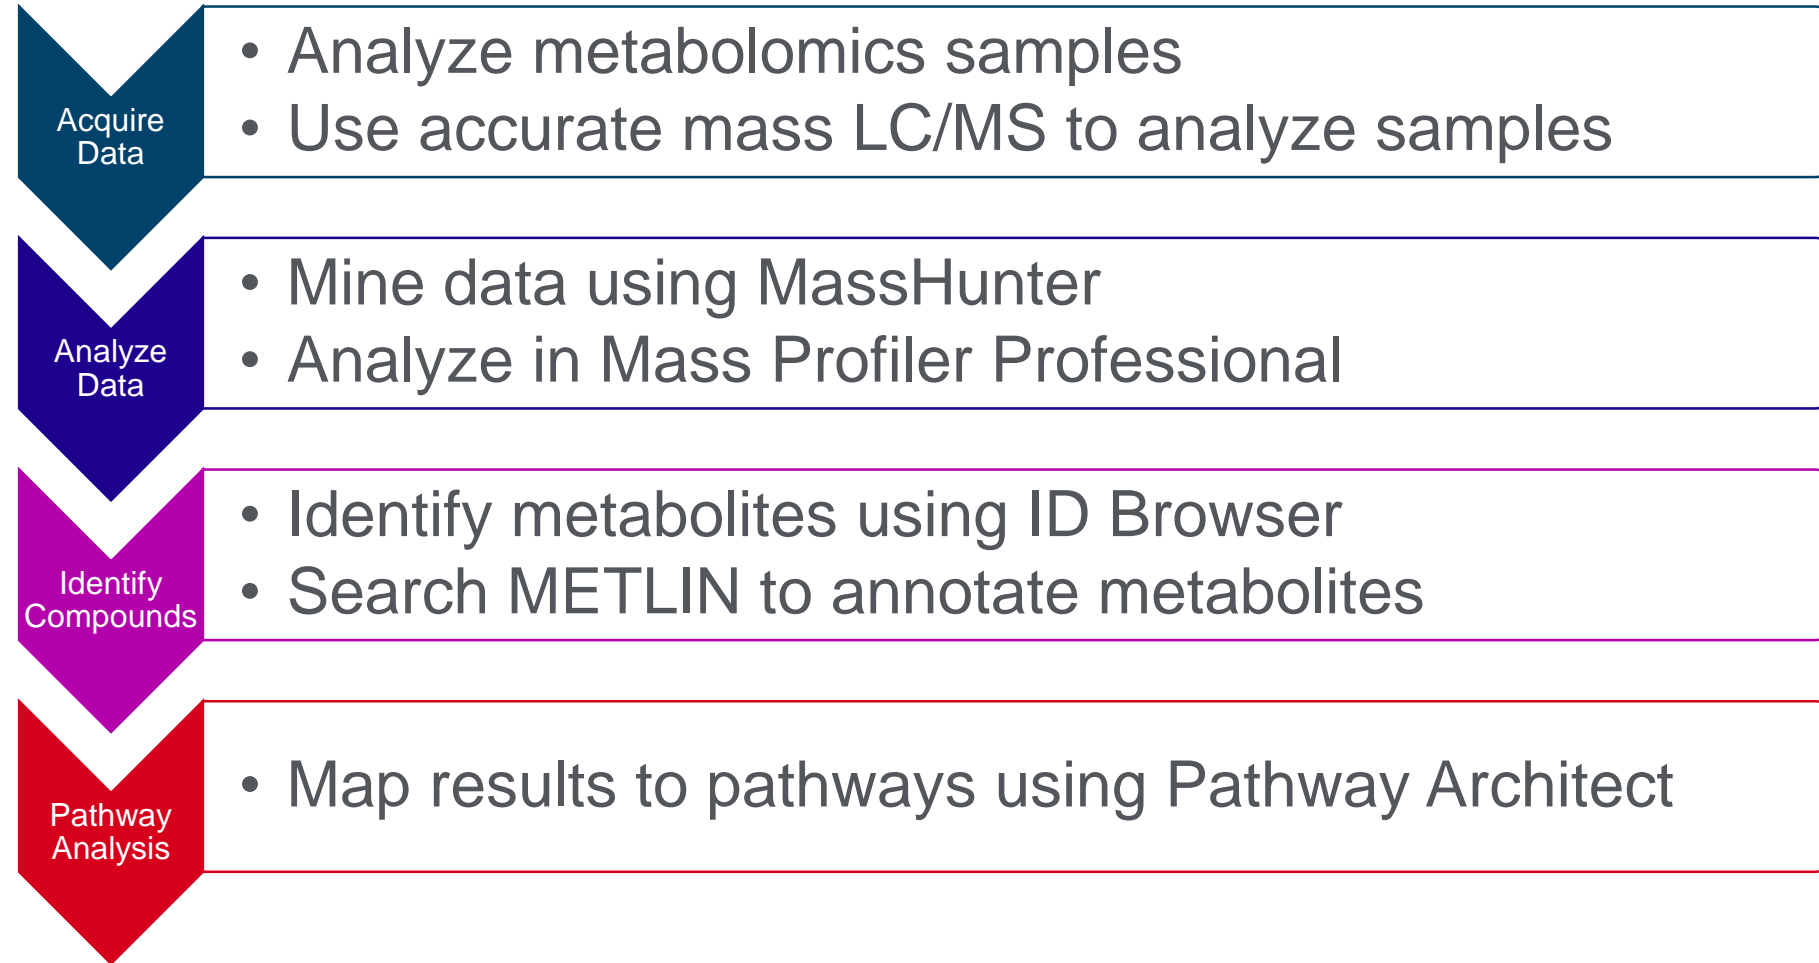 Acquire
Data
• Analyze metabolomics samples
• Use accurate mass LC/MS to analyze samples
Analyze
Data
• Mine data using MassHunter
• Analyze in Mass Profiler Professional
Identify
Compounds
• Identify metabolites using ID Browser
• Search METLIN to annotate metabolites
Pathway
Analysis
• Map results to pathways using Pathway Architect